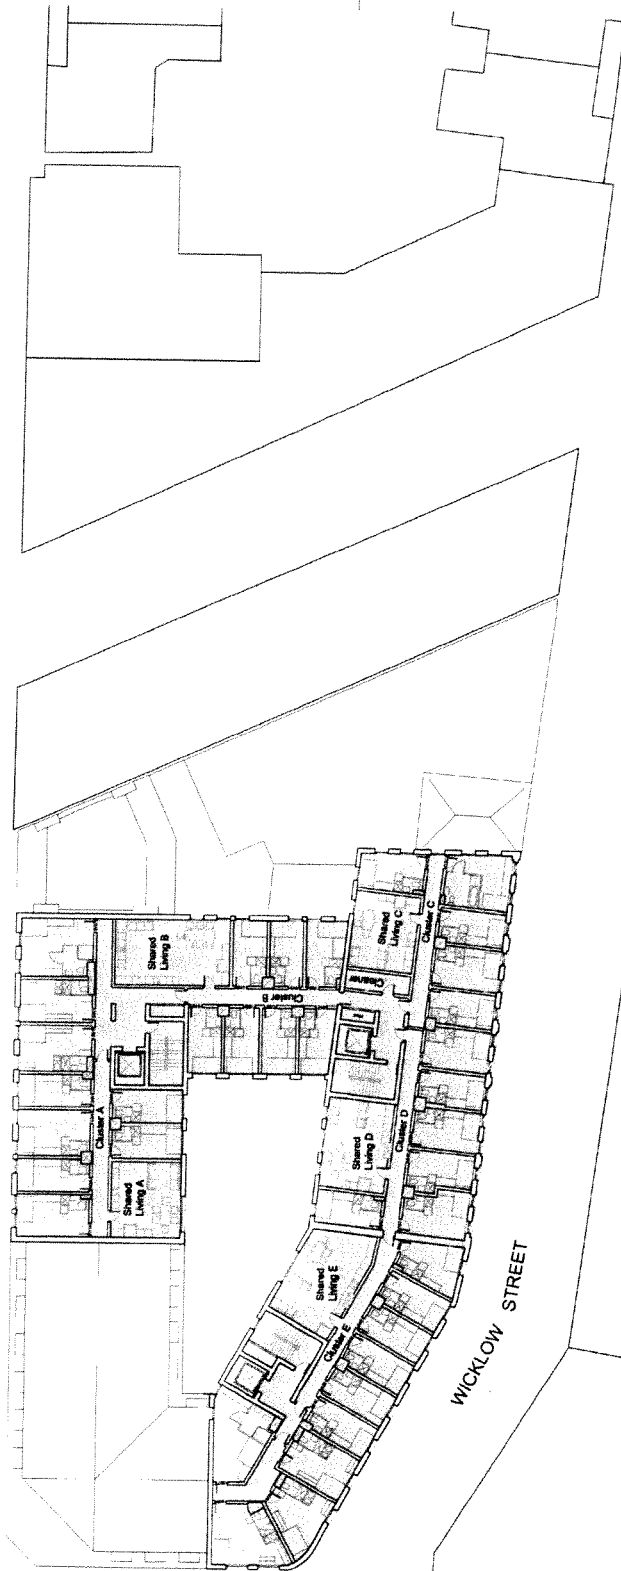 Shared
Living B
Cluster B
Cleaner
Shared
Living C
Cluster C
Cluster A
Shared
Living A
Shared
Living D
Cluster D
Shared
Living E
Cluster E
WICKLOW STREET